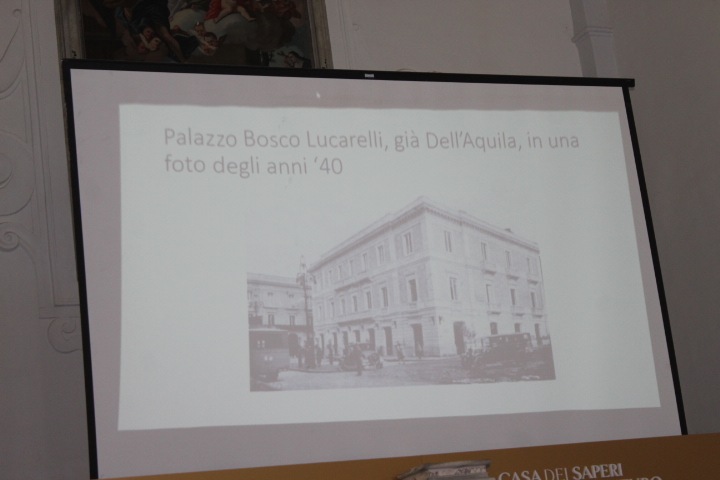 Palazzo Bosco Lucarelli, già Dell'Aquila, in una
foto degli anni '40
CASA DEI SAPERI